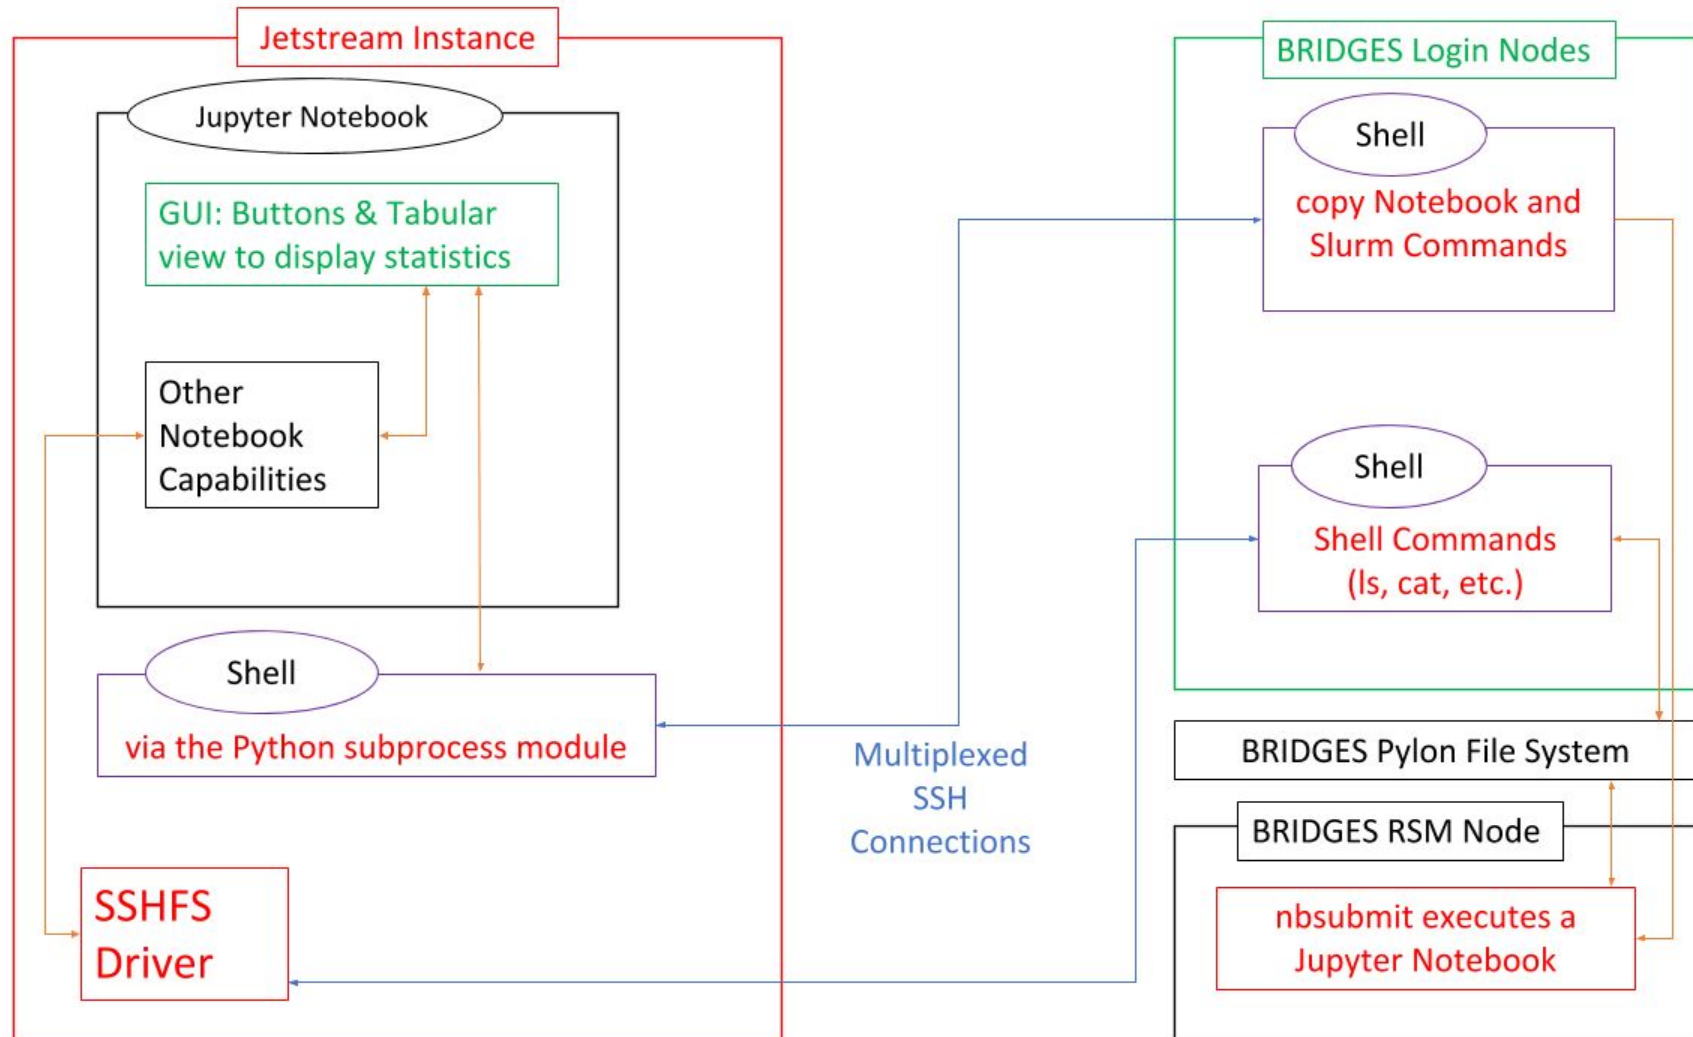 Jetstream Instance
Jupyter Notebook
GUI: Buttons & Tabular
view to display statistics
Other
Notebook
Capabilities
Shell
via the Python subprocess module
SSHFS
Driver
Multiplexed
SSH
Connections
BRIDGES Login Nodes
Shell
copy Notebook and
Slurm Commands
Shell
Shell Commands
(ls, cat, etc.)
BRIDGES Pylon File System
BRIDGES RSM Node
nbsubmit executes a
Jupyter Notebook